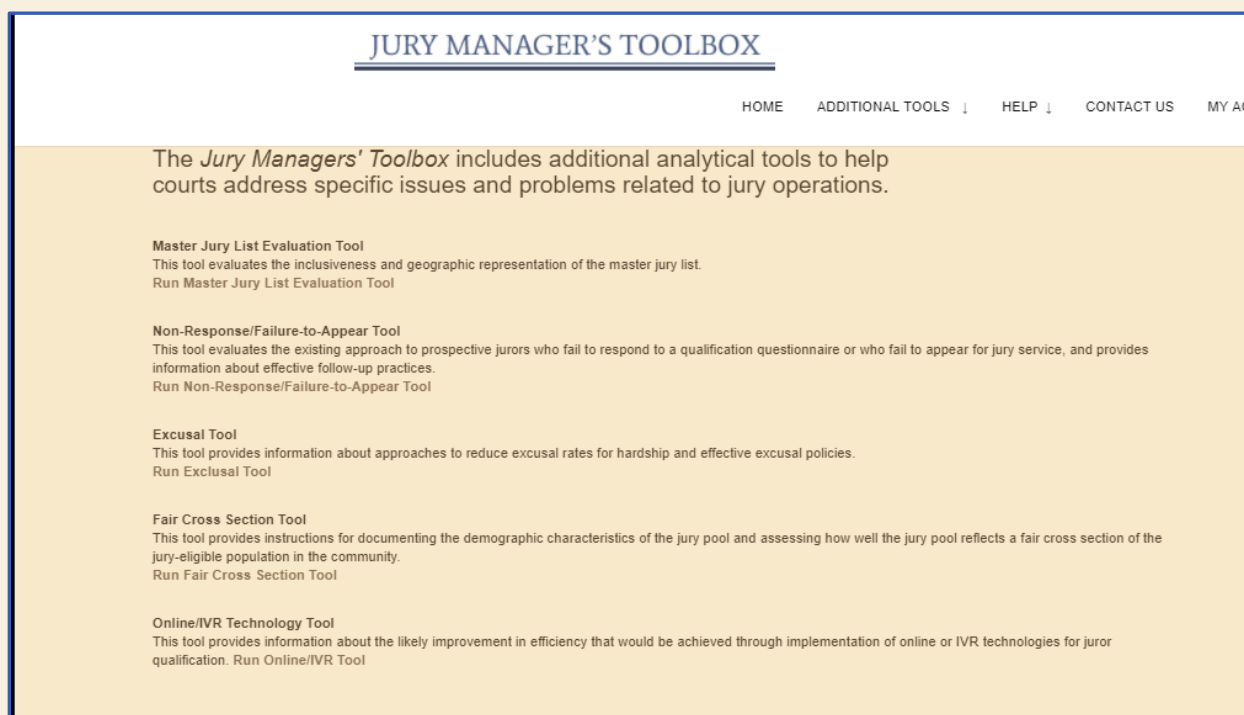 JURY MANAGER'S TOOLBOX
HOME ADDITIONAL TOOLS ↓ HELP ↓ CONTACT US MY
The Jury Managers' Toolbox includes additional analytical tools to help
courts address specific issues and problems related to jury operations.
Master Jury List Evaluation Tool
This tool evaluates the inclusiveness and geographic representation of the master jury list.
Run Master Jury List Evaluation Tool
Non-Response/Failure-to-Appear Tool
This tool evaluates the existing approach to prospective jurors who fail to respond to a qualification questionnaire or who fail to appear for jury service, and provides
information about effective follow-up practices.
Run Non-Response/Failure-to-Appear Tool
Excusal Tool
This tool provides information about approaches to reduce excusal rates for hardship and effective excusal policies.
Run Exclusal Tool
Fair Cross Section Tool
This tool provides instructions for documenting the demographic characteristics of the jury pool and assessing how well the jury pool reflects a fair cross section of the
jury-eligible population in the community.
Run Fair Cross Section Tool
Online/IVR Technology Tool
This tool provides information about the likely improvement in efficiency that would be achieved through implementation of online or IVR technologies for juror
qualification. Run Online/IVR Tool